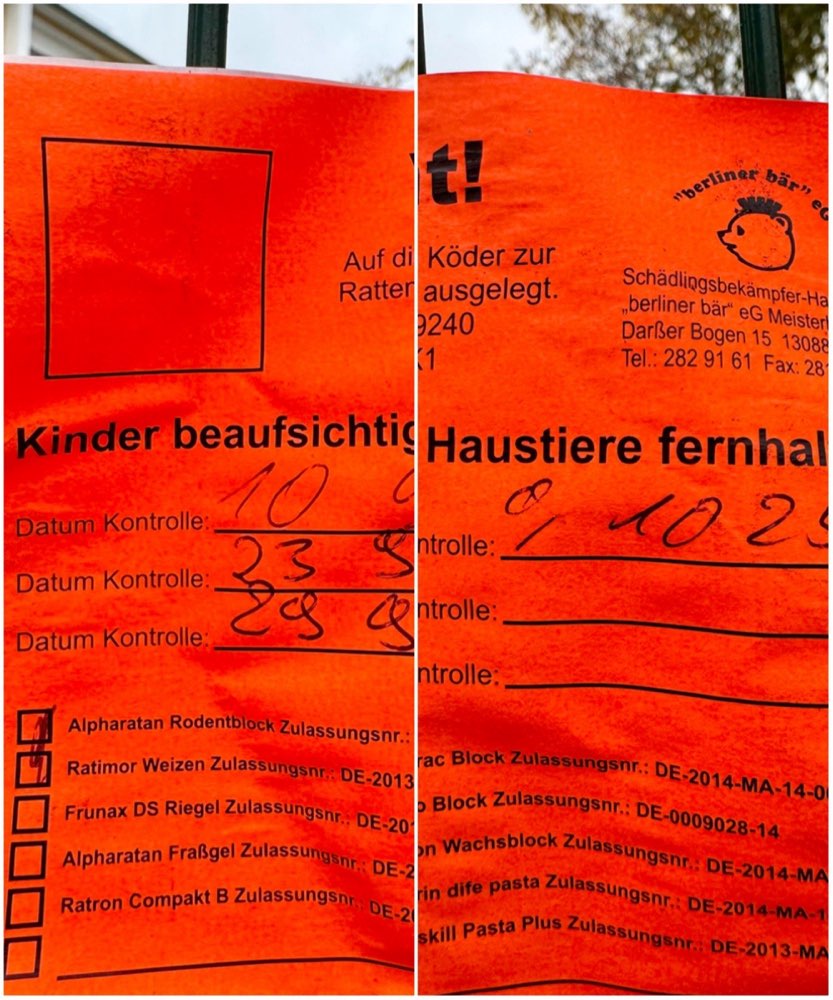 Auf di
Ratter
Kinder beaufsichtig
Datum Kontrolle: 10
Datum Kontrolle: 23 9
Datum Kontrolle: 29 9
Alpharatan Rodentblock Zulassungsnr.:
Ratimor Weizen Zulassungsnr.: DE-2013
Frunax DS Riegel Zulassungsnr.: DE-20
Alpharatan Fraßgel Zulassungsnr.: DE-2
Ratron Compakt B Zulassungsnr.: DE-20
t!
"berliner bär" eG
Köder zur
ausgelegt.
9240
Schädlingsbekämpfer-Ha
„berliner bär“ eG Meister
Darßer Bogen 15 13088
Tel.: 282 91 61 Fax: 28
Haustiere fernhal
ntrolle: 9, 10 25
ntrolle:
ntrolle:
rac Block Zulassungsnr.: DE-2014-MA-14-0
o Block Zulassungsnr.: DE-0009028-14
on Wachsblock Zulassungsnr.: DE-2014-MA
rin dife pasta Zulassungsnr.: DE-2014-MA-1
skill Pasta Plus Zulassungsnr.: DE-2013-MA